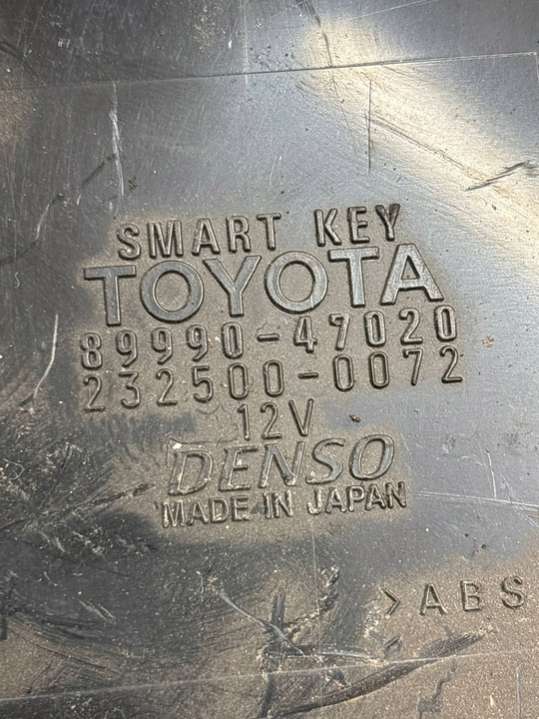 SMART KEY
TOYOTA
89990-47020
232500-0072
12V
DENSO
MADE IN JAPAN
>ABS